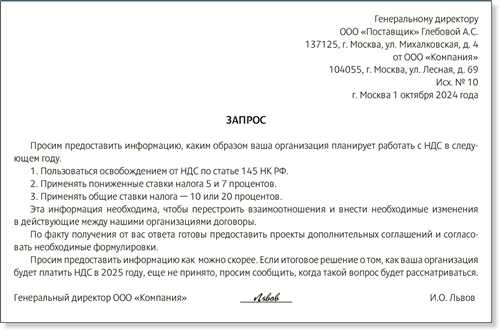 Генеральному директору
ООО «Поставщик» Глебовой А.С.
137125, г. Москва, ул. Михалковская, д. 4
от ООО «Компания»
104055, г. Москва, ул. Лесная, д. 69
Исх. № 10
г. Москва 1 октября 2024 года
ЗАПРОС
Просим предоставить информацию, каким образом ваша организация планирует работать с НДС в следу-
ющем году.
1. Пользоваться освобождением от НДС по статье 145 НК РФ.
2. Применять пониженные ставки налога 5 и 7 процентов.
3. Применять общие ставки налога — 10 или 20 процентов.
Эта информация необходима, чтобы перестроить взаимоотношения и внести необходимые изменения
в действующие между нашими организациями договоры.
По факту получения от вас ответа готовы предоставить проекты дополнительных соглашений и согласо-
вать необходимые формулировки.
Просим предоставить информацию как можно скорее. Если итоговое решение о том, как ваша организация
будет платить НДС в 2025 году, еще не принято, просим сообщить, когда такой вопрос будет рассматриваться.
Генеральный директор ООО «Компания» Львов И.О. Львов